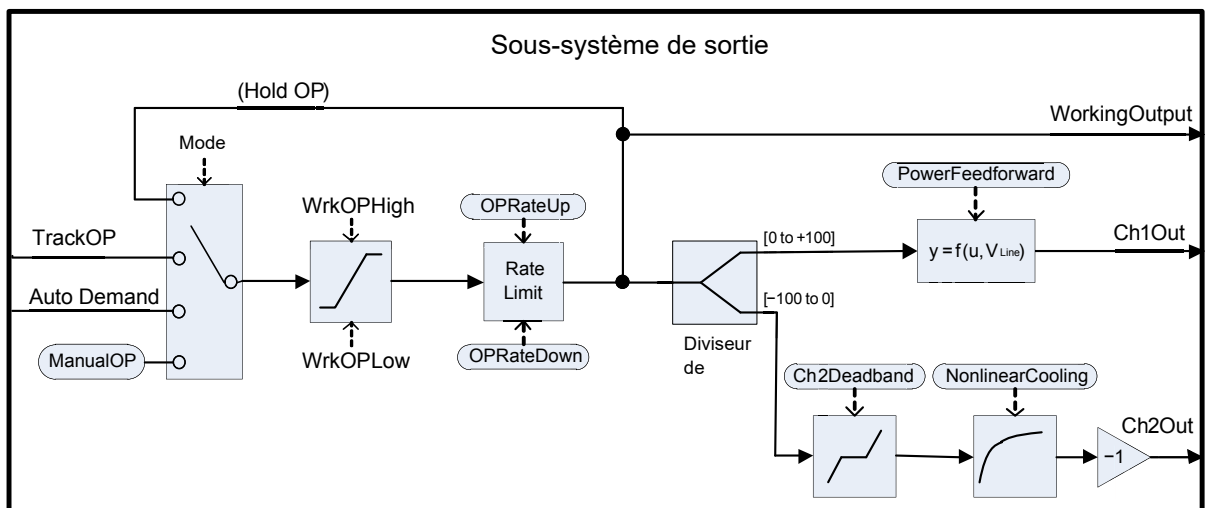 Sous-système de sortie
(Hold OP)
WorkingOutput
Mode
PowerFeedforward
WrkOPHigh
OPRateUp
TrackOP
[0 to +100]
Ch1Out
y = f(u, VLine)
Rate
Limit
Auto Demand
[−100 to 0]
ManualOP
WrkOPLow
OPRateDown
Diviseur
de
Ch2Deadband
NonlinearCooling
Ch2Out
−1